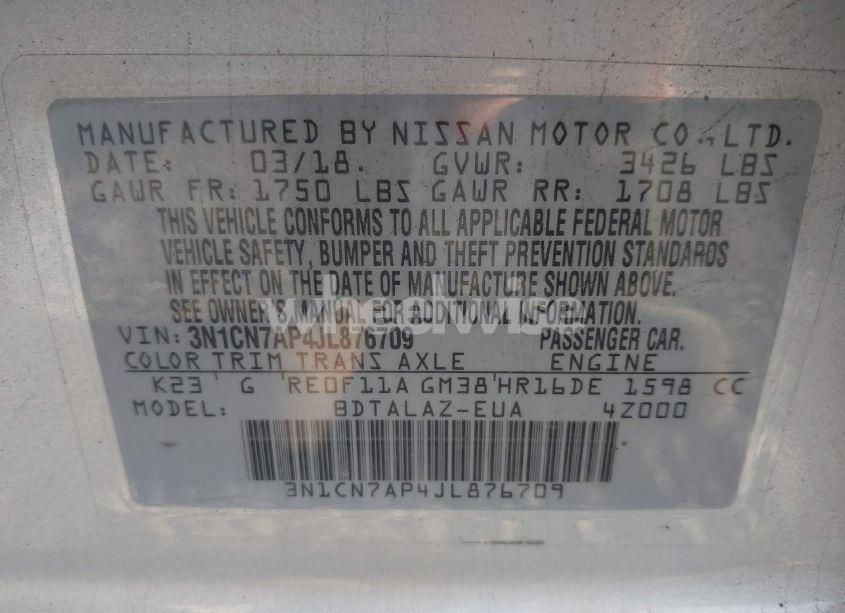 MANUFACTURED BY NISSAN MOTOR CO., LTD.
DATE: 03/18. GVWR: 3426 LBS
GAWR FR: 1750 LBS GAWR RR: 1708 LBS
THIS VEHICLE CONFORMS TO ALL APPLICABLE FEDERAL MOTOR
VEHICLE SAFETY, BUMPER AND THEFT PREVENTION STANDARDS
IN EFFECT ON THE DATE OF MANUFACTURE SHOWN ABOVE.
SEE OWNER'S MANUAL FOR ADDITIONAL INFORMATION.
VIN: 3N1CN7AP4JL876709 PASSENGER CAR.
COLOR TRIM TRANS AXLE ENGINE
K23 G RE0F11A GM38 HR16DE 1598 CC
MODEL: BDTALAZ-EUA 4Z000
3N1CN7AP4JL876709